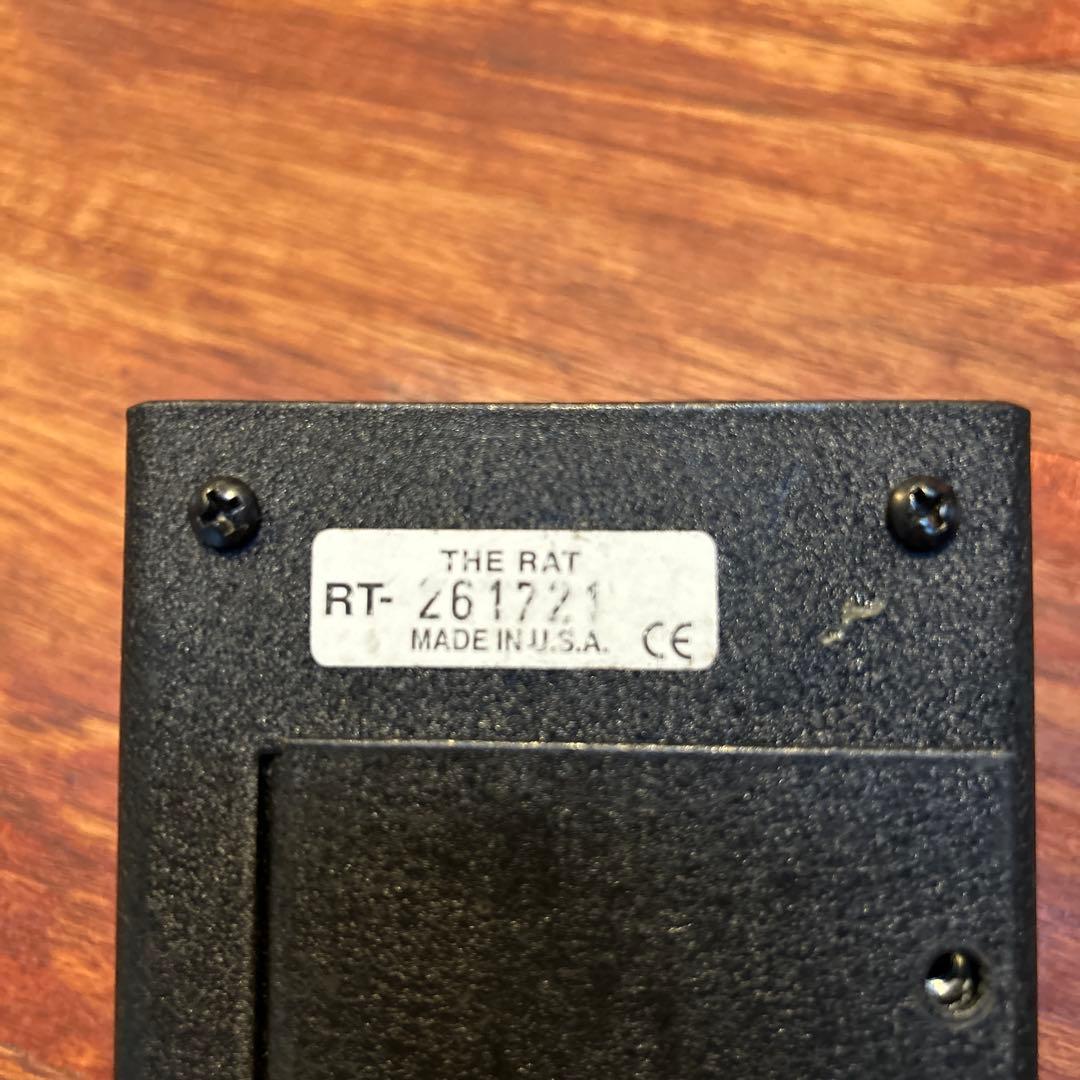 THE RAT
RT- 261721
MADE IN U.S.A. CE